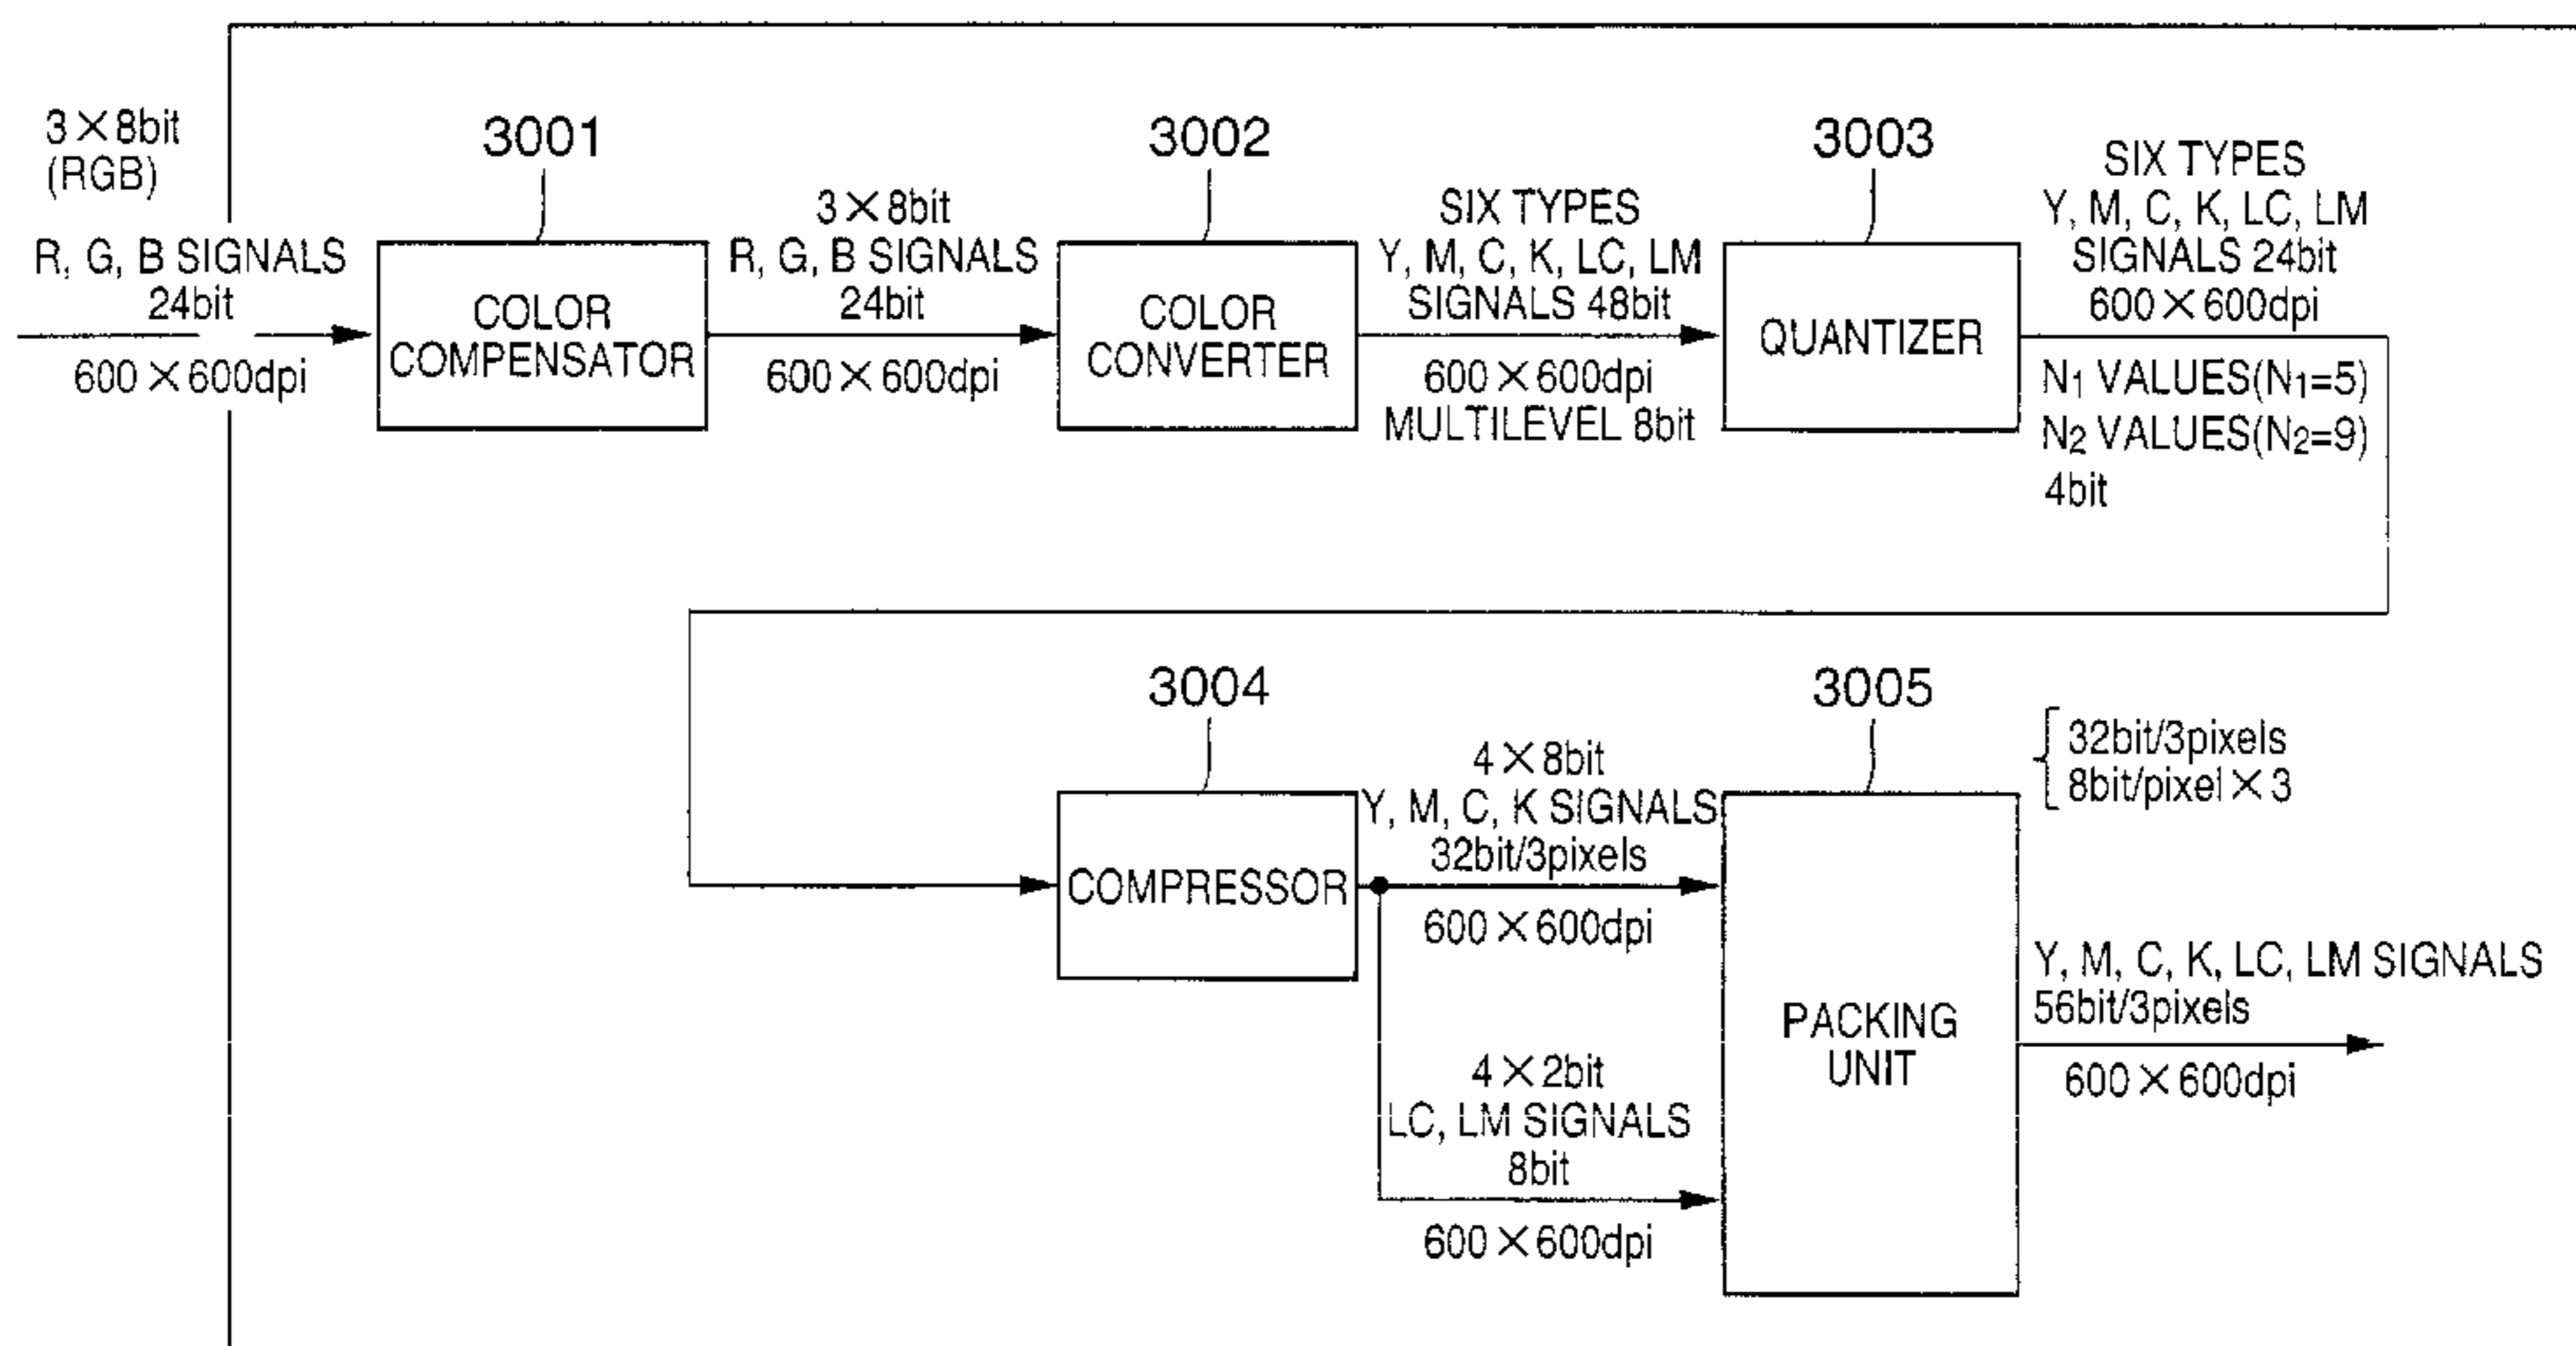 3×8bit
(RGB)
R, G, B SIGNALS
24bit
600×600dpi
3001
COLOR
COMPENSATOR
3×8bit
R, G, B SIGNALS
24bit
600×600dpi
3002
COLOR
CONVERTER
SIX TYPES
Y, M, C, K, LC, LM
SIGNALS 48bit
600×600dpi
MULTILEVEL 8bit
3003
QUANTIZER
SIX TYPES
Y, M, C, K, LC, LM
SIGNALS 24bit
600×600dpi
N1 VALUES(N1=5)
N2 VALUES(N2=9)
4bit
3004
COMPRESSOR
4×8bit
Y, M, C, K SIGNALS
32bit/3pixels
600×600dpi
4×2bit
LC, LM SIGNALS
8bit
600×600dpi
3005
PACKING
UNIT
32bit/3pixels
8bit/pixel×3
Y, M, C, K, LC, LM SIGNALS
56bit/3pixels
600×600dpi